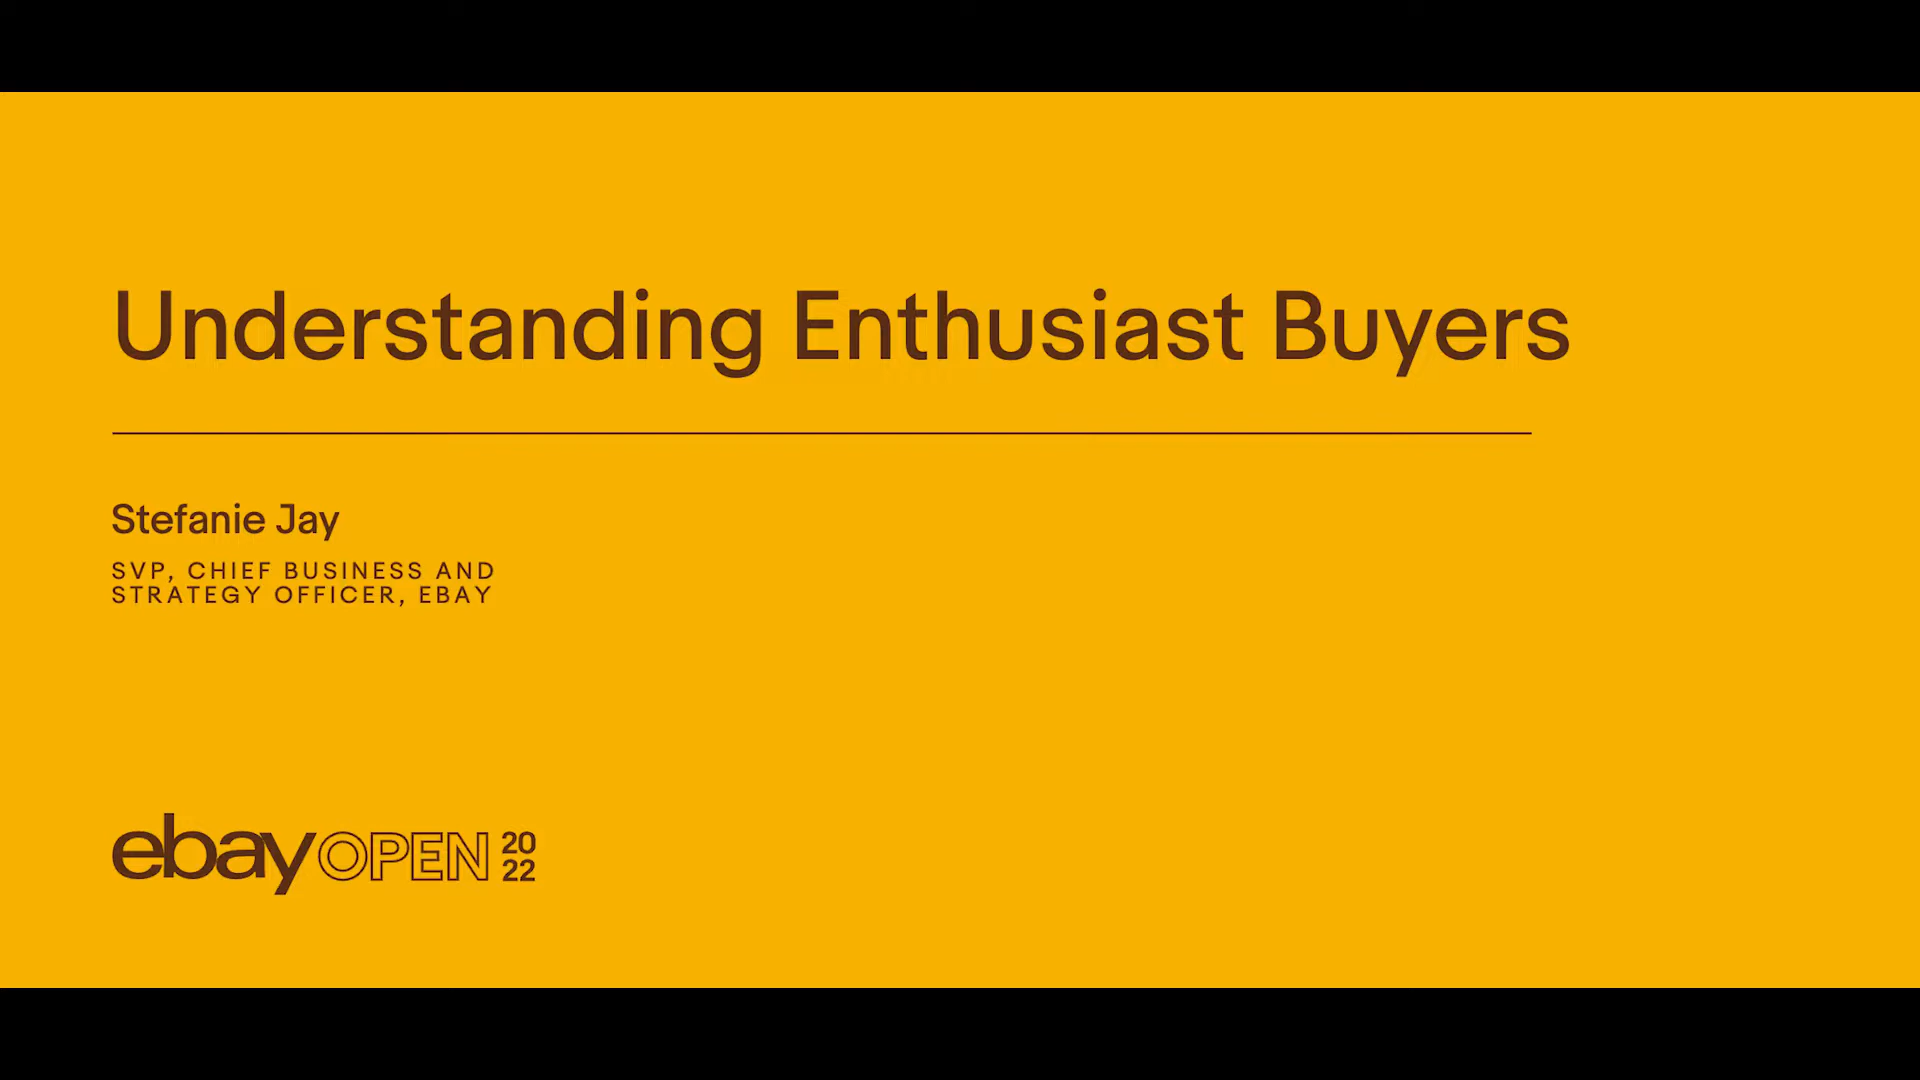 Understanding Enthusiast Buyers
Stefanie Jay
SVP, CHIEF BUSINESS AND
STRATEGY OFFICER, EBAY
ebay OPEN 20
22